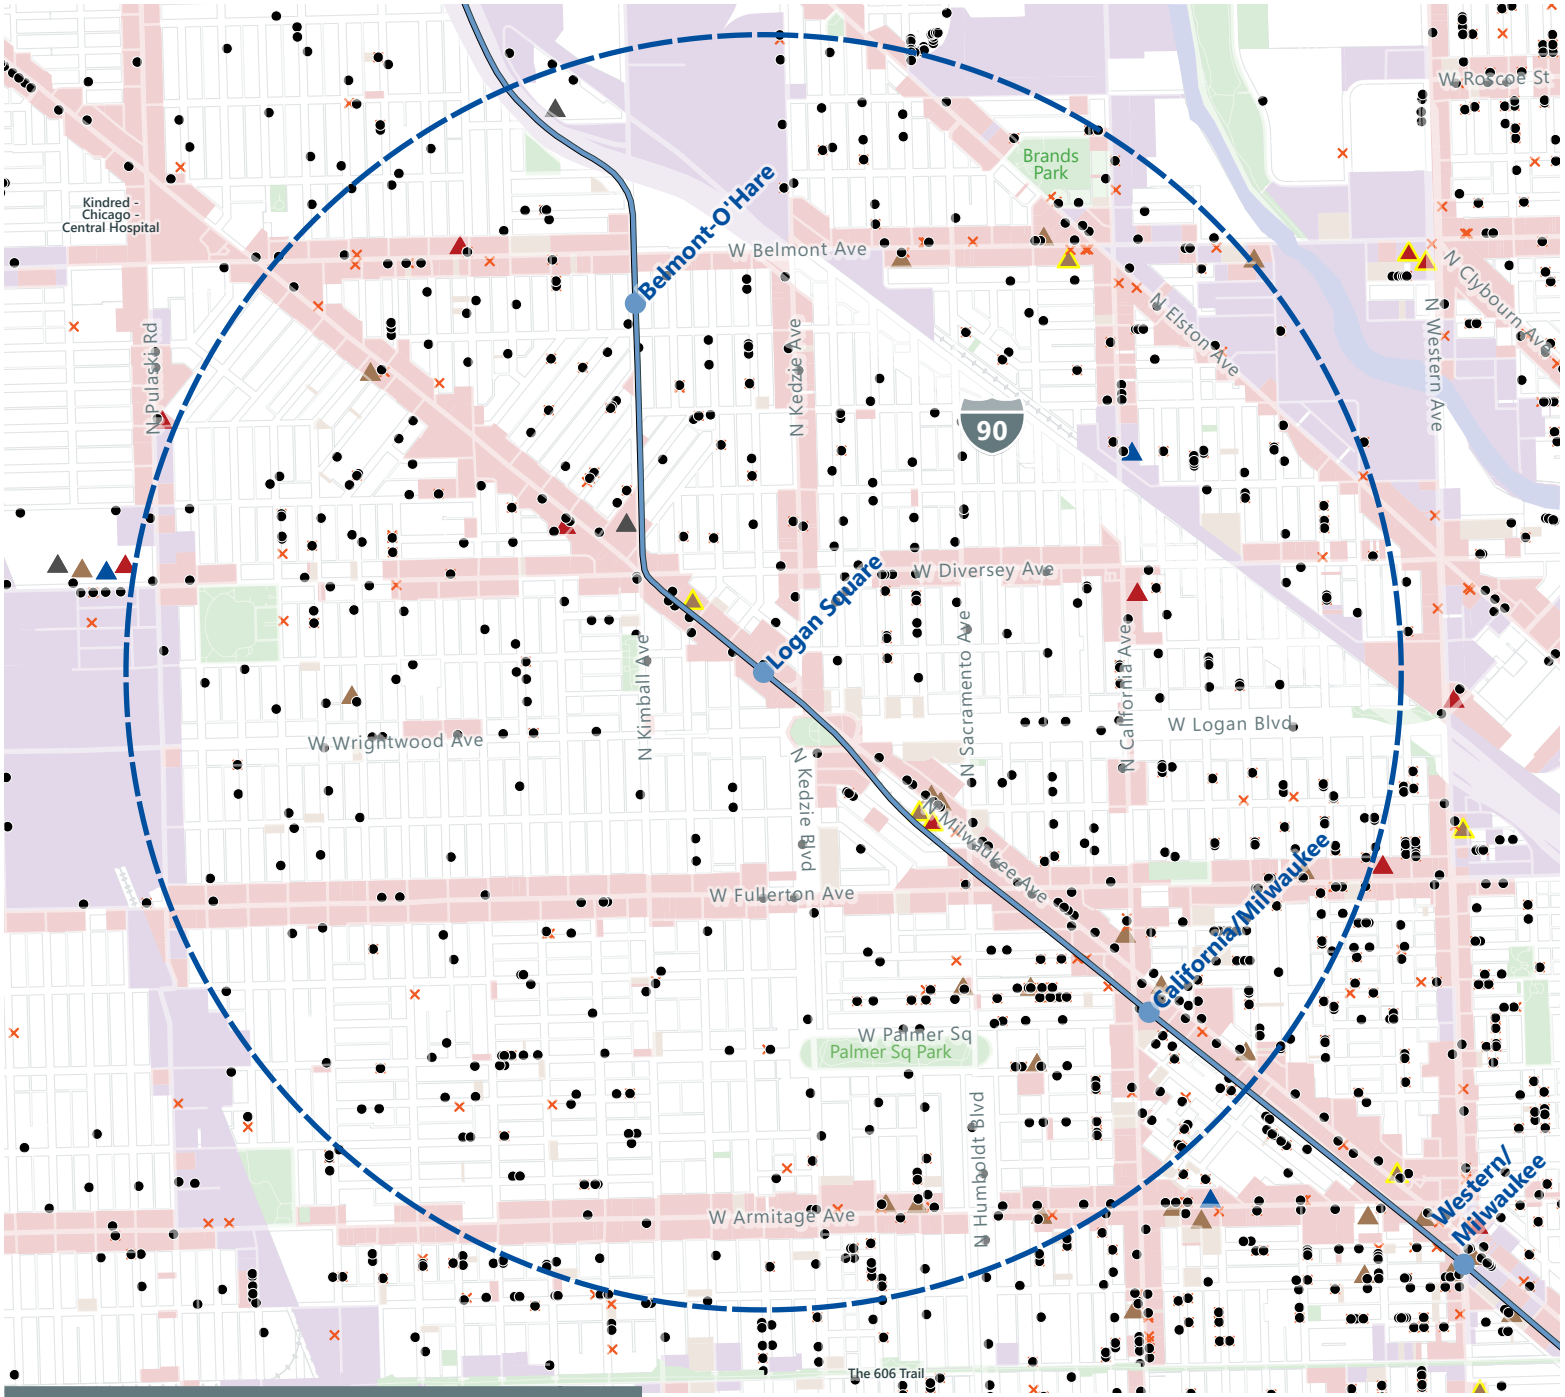 W Roscoe St
Brands
Park
Kindred -
Chicago -
Central Hospital
Belmont-O'Hare
W Belmont Ave
N Clybourn Ave
N Elston Ave
N Western Ave
N Pulaski Rd
N Kedzie Ave
90
W Diversey Ave
Logan Square
N Sacramento Ave
N California Ave
N Kimball Ave
W Logan Blvd
W Wrightwood Ave
N Kedzie Blvd
N Milwaukee Ave
W Fullerton Ave
California/Milwaukee
W Palmer Sq
Palmer Sq Park
N Humboldt Blvd
W Armitage Ave
Western/
Milwaukee
The 606 Trail